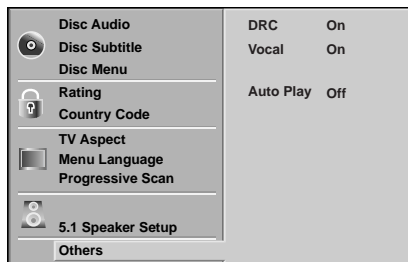 Disc Audio
Disc Subtitle
Disc Menu
Rating
Country Code
TV Aspect
Menu Language
Progressive Scan
5.1 Speaker Setup
Others
DRC On
Vocal On
Auto Play Off